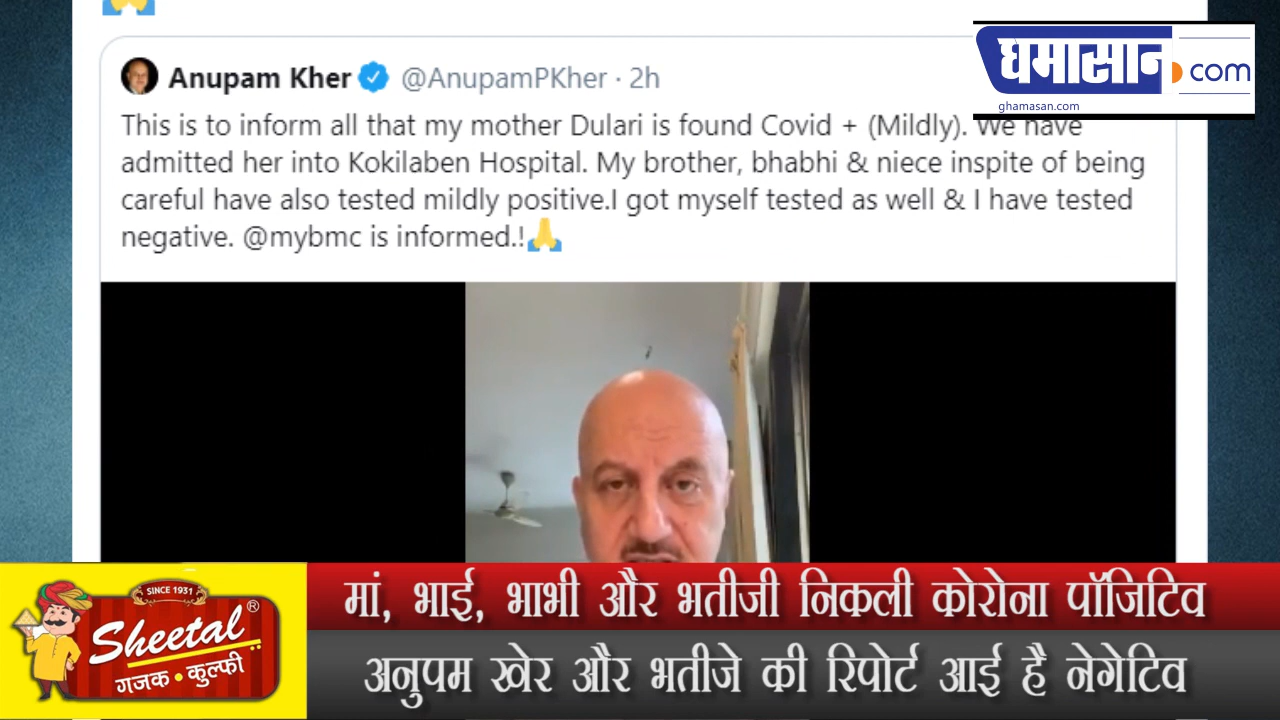 घमासान.com
ghamasan.com
Anupam Kher @AnupamPKher · 2h
This is to inform all that my mother Dulari is found Covid + (Mildly). We have
admitted her into Kokilaben Hospital. My brother, bhabhi & niece inspite of being
careful have also tested mildly positive.I got myself tested as well & I have tested
negative. @mybmc is informed.!🙏
SINCE 1931
Sheetal®
गजक • कुल्फी
मां, भाई, भाभी और भतीजी निकली कोरोना पॉजिटिव
अनुपम खेर और भतीजे की रिपोर्ट आई है नेगेटिव